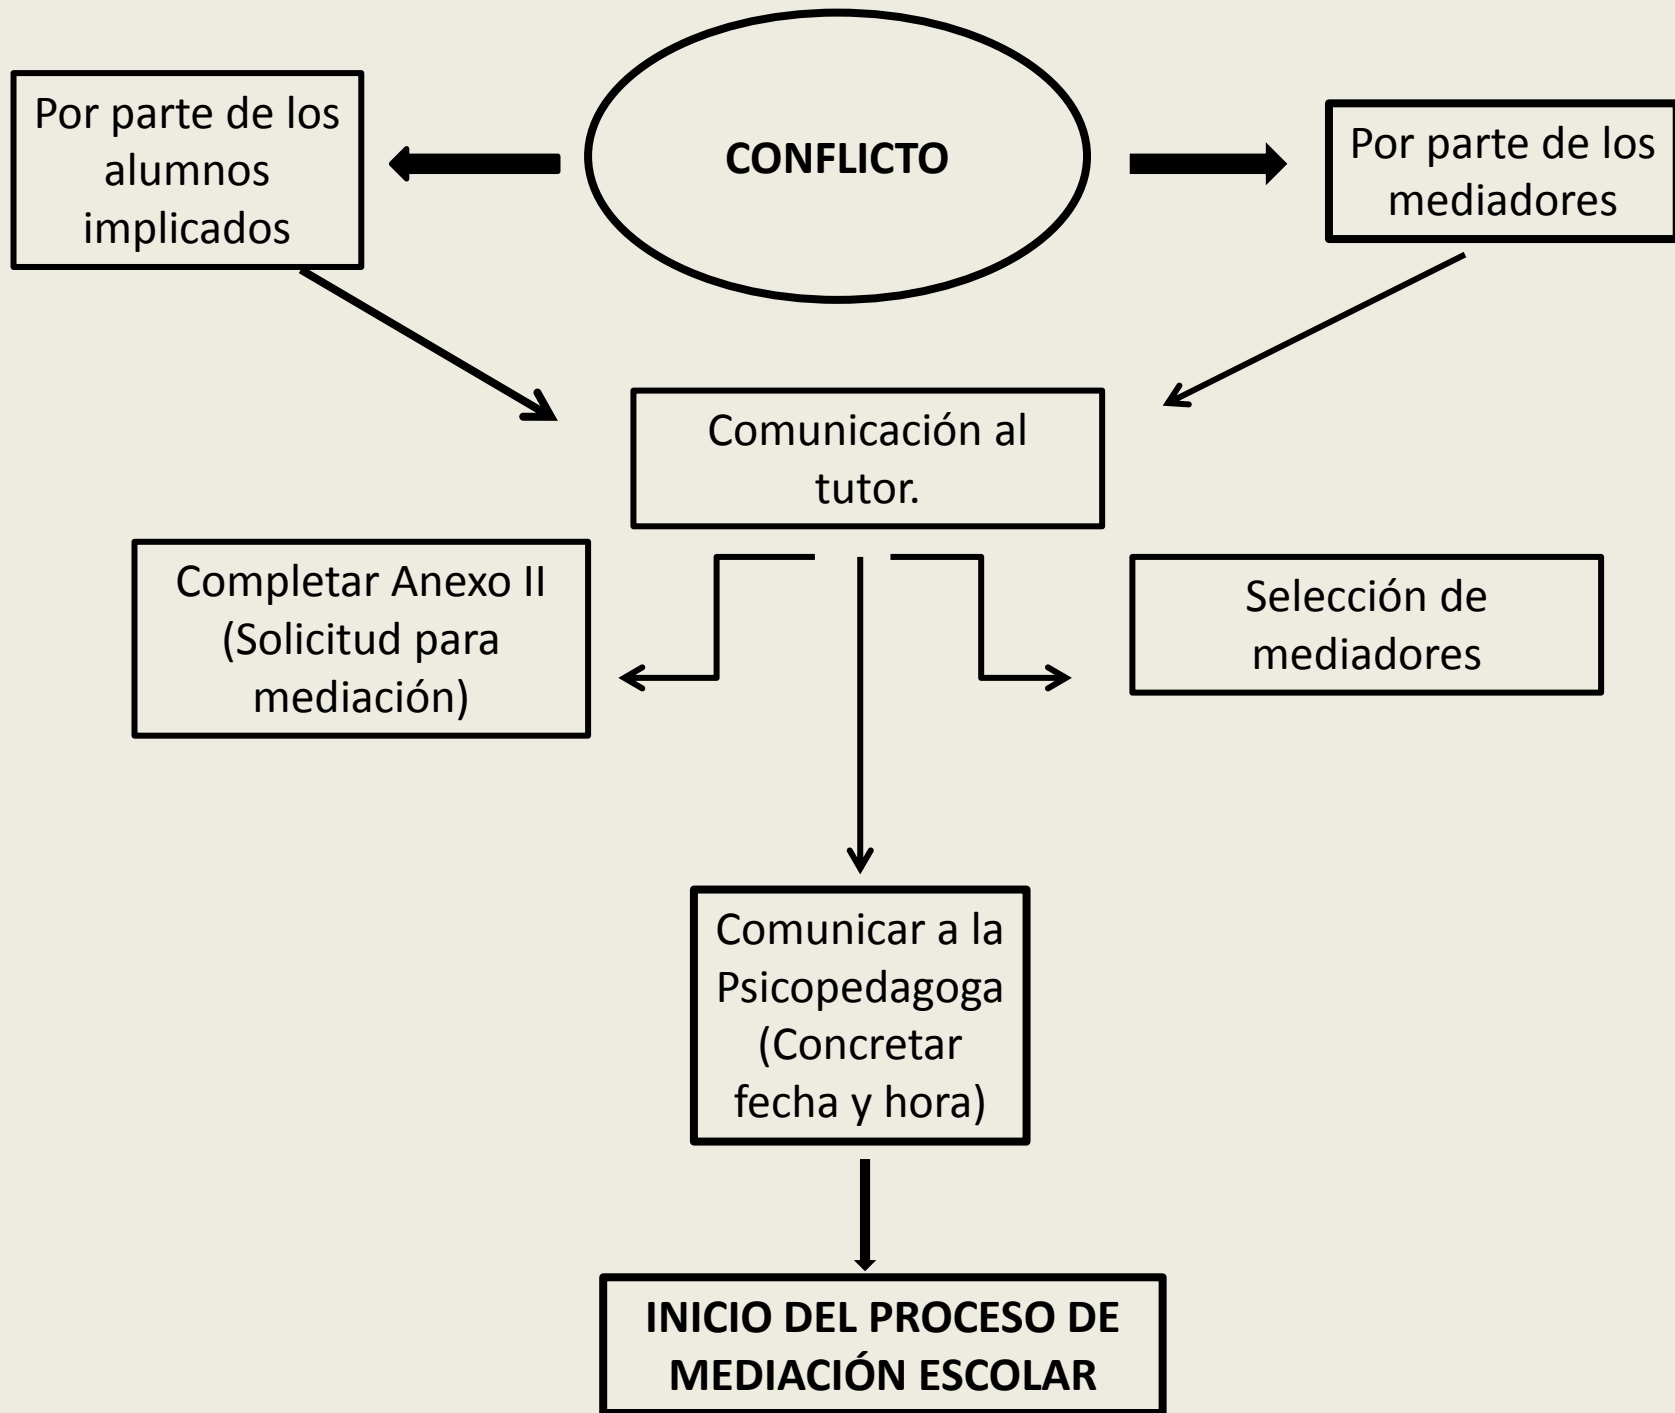 Por parte de los
alumnos
implicados
CONFLICTO
Por parte de los
mediadores
Comunicación al
tutor.
Completar Anexo II
(Solicitud para
mediación)
Selección de
mediadores
Comunicar a la
Psicopedagoga
(Concretar
fecha y hora)
INICIO DEL PROCESO DE
MEDIACIÓN ESCOLAR